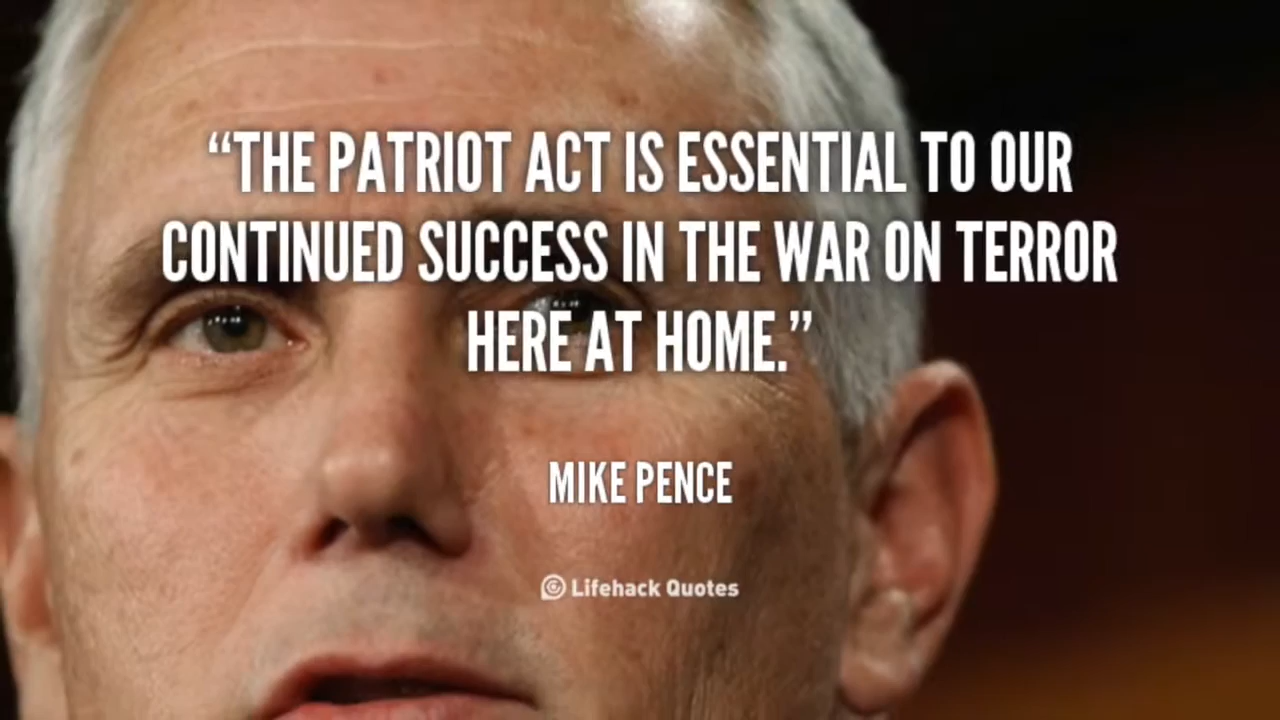 “THE PATRIOT ACT IS ESSENTIAL TO OUR
CONTINUED SUCCESS IN THE WAR ON TERROR
HERE AT HOME.”
MIKE PENCE
Lifehack Quotes